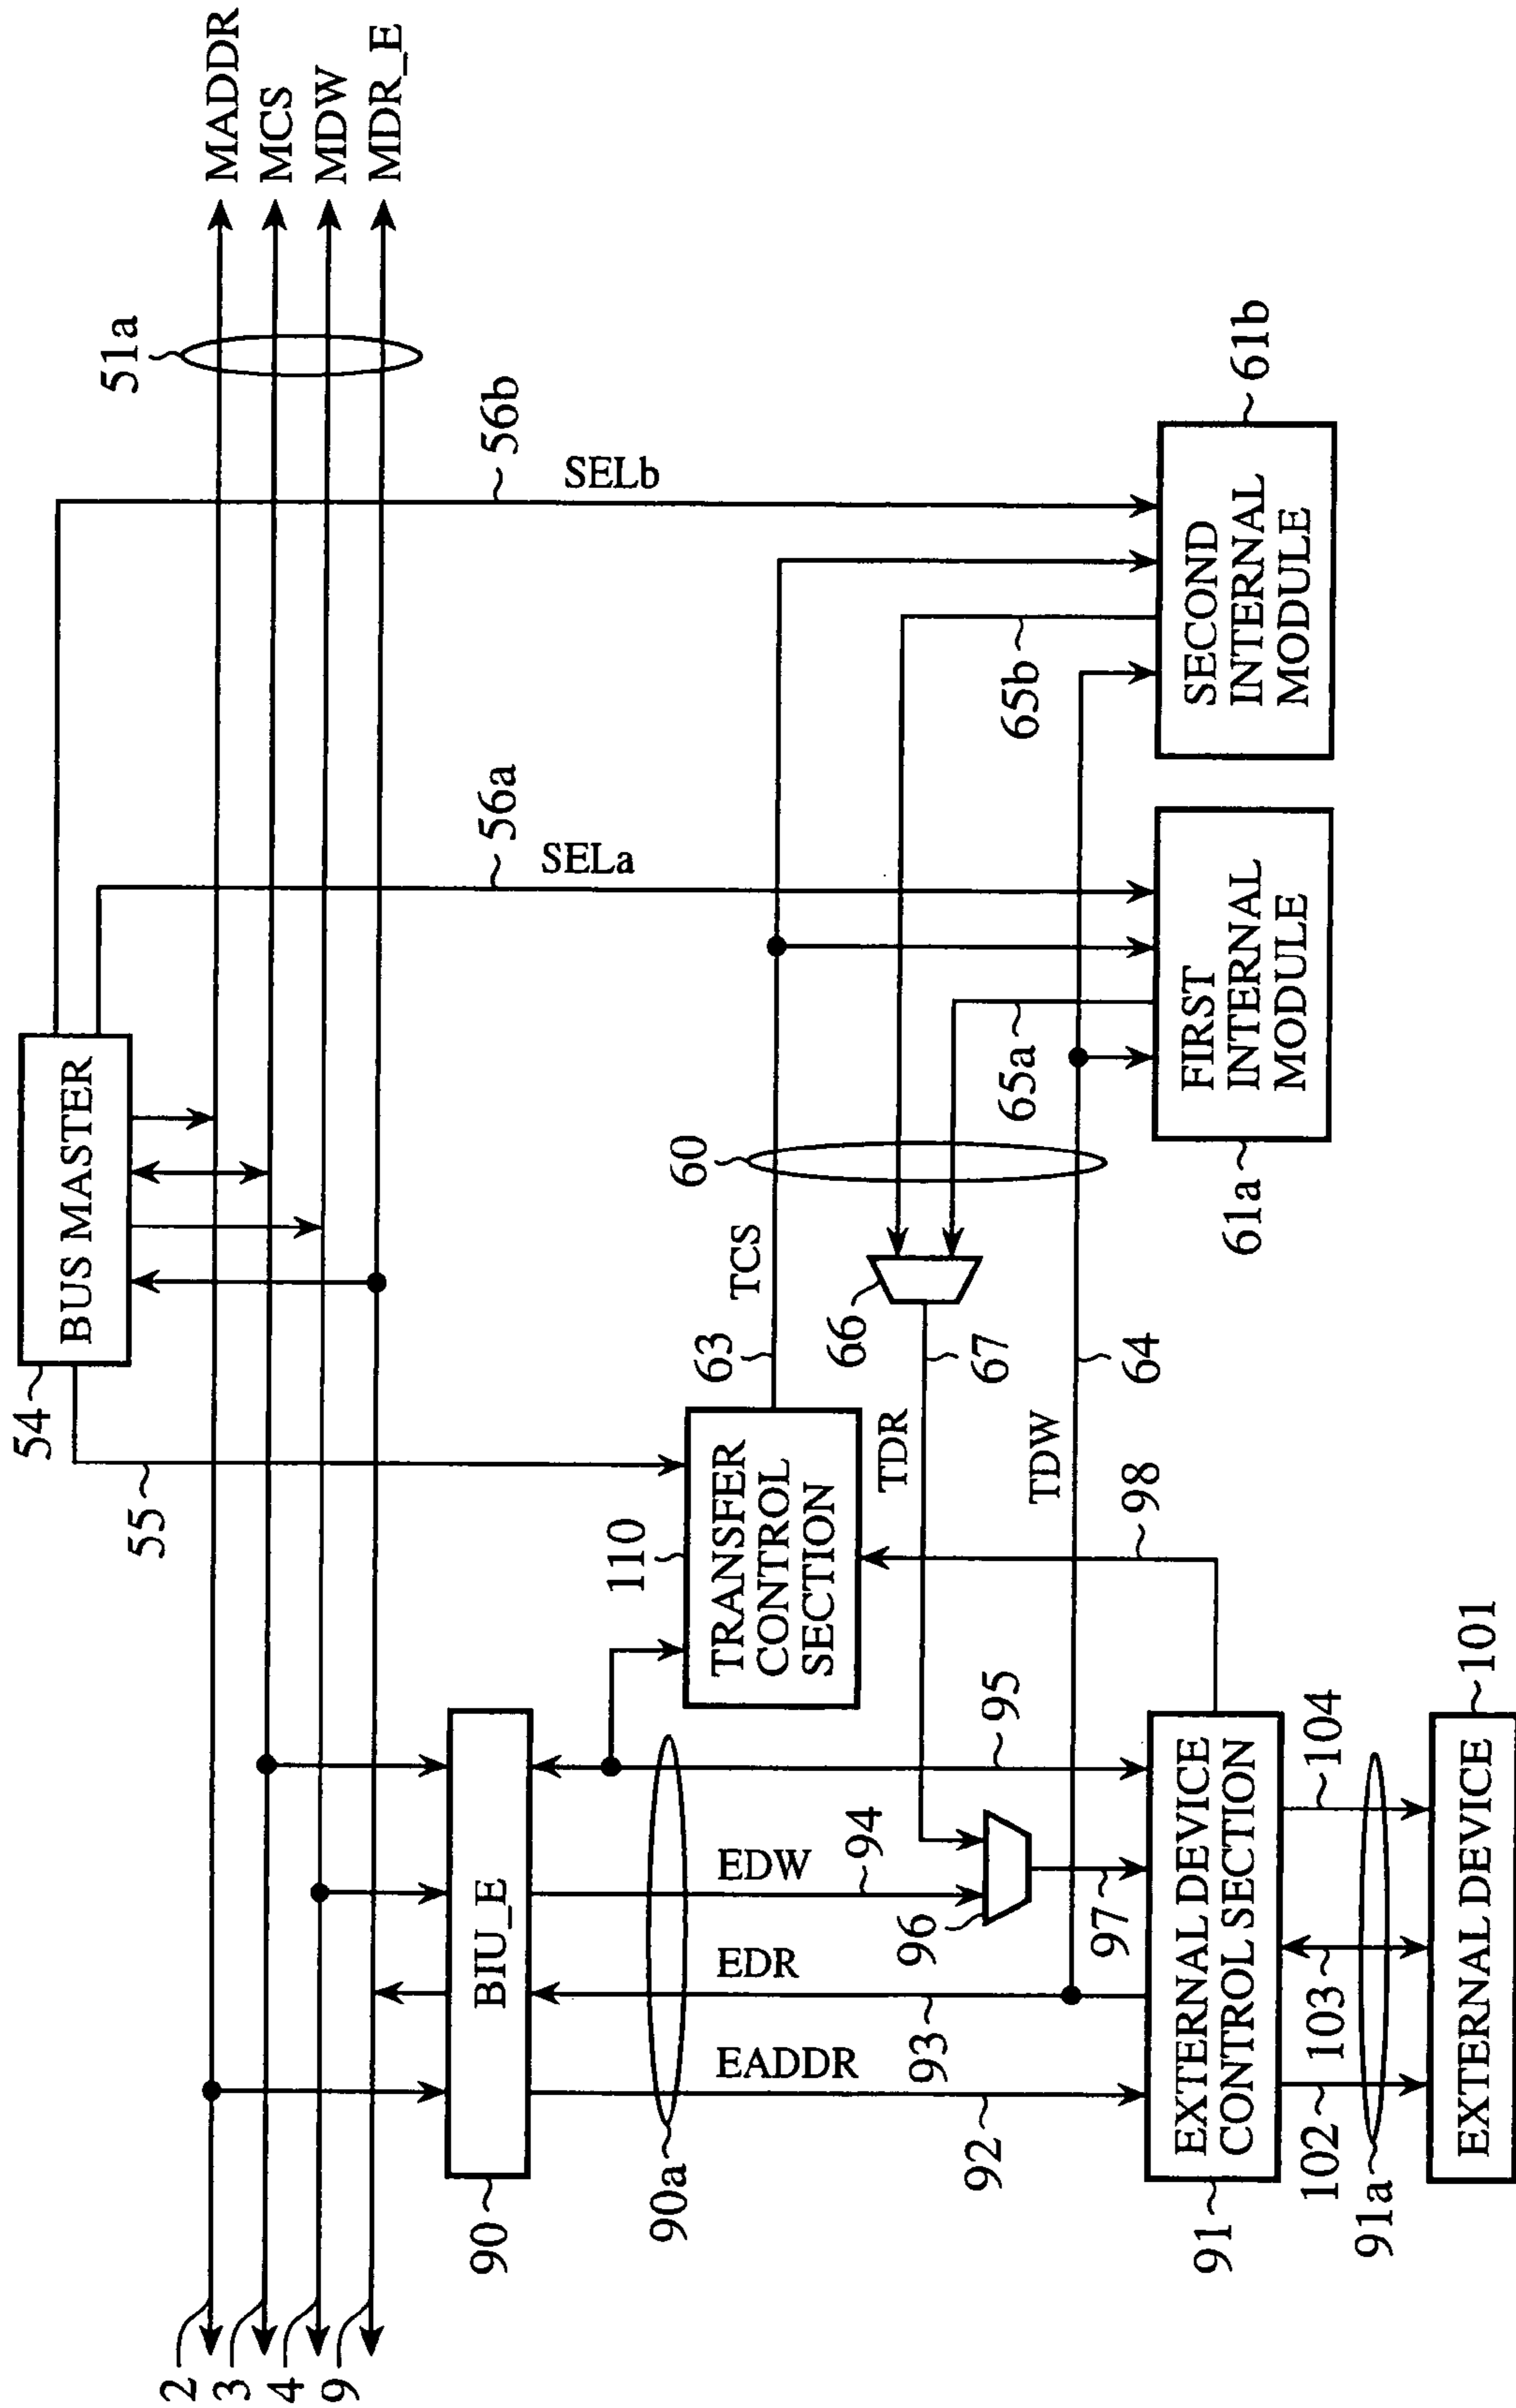 MADDR
MCS
MDW
MDR_E
51a
56b
SELb
56a
SELa
BUS MASTER
54
55
2
3
4
9
BIU_E
90
90a
EADDR
92
EDR
93
EDW
94
95
96
97
98
TRANSFER
CONTROL
SECTION
110
TCS
63
60
66
TDR
67
TDW
64
65a
65b
FIRST
INTERNAL
MODULE
61a
SECOND
INTERNAL
MODULE
61b
EXTERNAL DEVICE
CONTROL SECTION
91
91a
102
103
104
EXTERNAL DEVICE
101